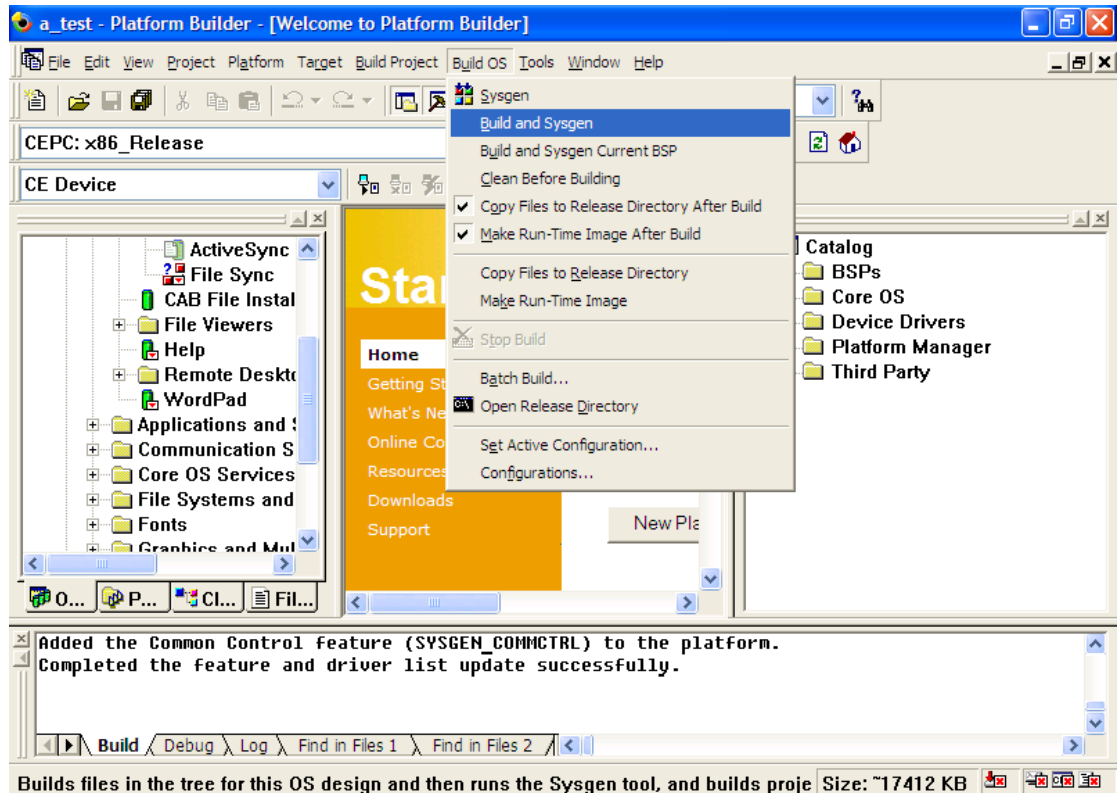 a_test - Platform Builder - [Welcome to Platform Builder]
File Edit View Project Platform Target Build Project Build OS Tools Window Help
Sysgen
Build and Sysgen
Build and Sysgen Current BSP
Clean Before Building
Copy Files to Release Directory After Build
Make Run-Time Image After Build
Copy Files to Release Directory
Make Run-Time Image
Stop Build
Batch Build...
Open Release Directory
Set Active Configuration...
Configurations...
CEPC: x86_Release
CE Device
ActiveSync
File Sync
CAB File Instal
File Viewers
Help
Remote Deskt
WordPad
Applications and
Communication S
Core OS Services
File Systems and
Fonts
Graphics and Mul
O... P... Cl... Fil...
Star
Home
Getting St
What's Ne
Online Co
Resources
Downloads
Support
New Pla
Catalog
BSPs
Core OS
Device Drivers
Platform Manager
Third Party
Added the Common Control feature (SYSGEN_COMMCTRL) to the platform.
Completed the feature and driver list update successfully.
Build Debug Log Find in Files 1 Find in Files 2
Builds files in the tree for this OS design and then runs the Sysgen tool, and builds proje Size: ~17412 KB